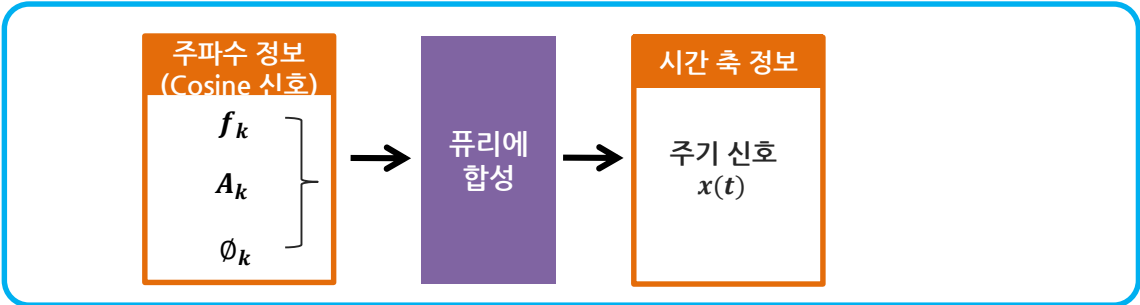 주파수 정보
(Cosine 신호)
f_k
A_k
∅_k
퓨리에
합성
시간 축 정보
주기 신호
x(t)